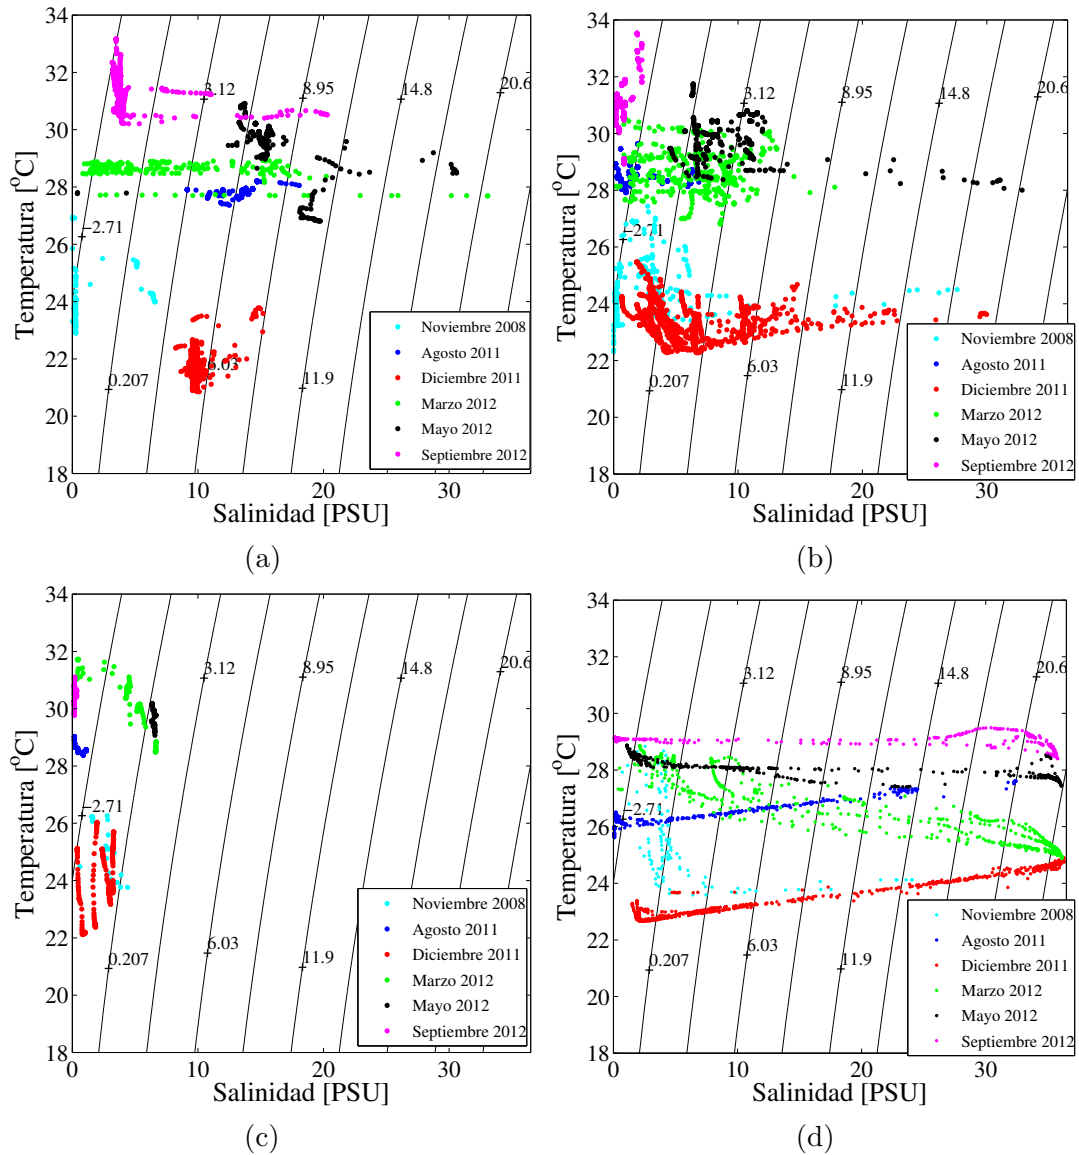 34
32
30
28
26
24
22
20
18
0
10
20
30
Temperatura [°C]
Salinidad [PSU]
−2.71
0.207
3.12
6.03
8.95
11.9
14.8
20.6
Noviembre 2008
Agosto 2011
Diciembre 2011
Marzo 2012
Mayo 2012
Septiembre 2012
(a)
34
32
30
28
26
24
22
20
18
0
10
20
30
Temperatura [°C]
Salinidad [PSU]
−2.71
0.207
3.12
6.03
8.95
11.9
14.8
20.6
Noviembre 2008
Agosto 2011
Diciembre 2011
Marzo 2012
Mayo 2012
Septiembre 2012
(b)
34
32
30
28
26
24
22
20
18
0
10
20
30
Temperatura [°C]
Salinidad [PSU]
−2.71
0.207
3.12
6.03
8.95
11.9
14.8
20.6
Noviembre 2008
Agosto 2011
Diciembre 2011
Marzo 2012
Mayo 2012
Septiembre 2012
(c)
34
32
30
28
26
24
22
20
18
0
10
20
30
Temperatura [°C]
Salinidad [PSU]
−2.71
0.207
3.12
6.03
8.95
11.9
14.8
20.6
Noviembre 2008
Agosto 2011
Diciembre 2011
Marzo 2012
Mayo 2012
Septiembre 2012
(d)